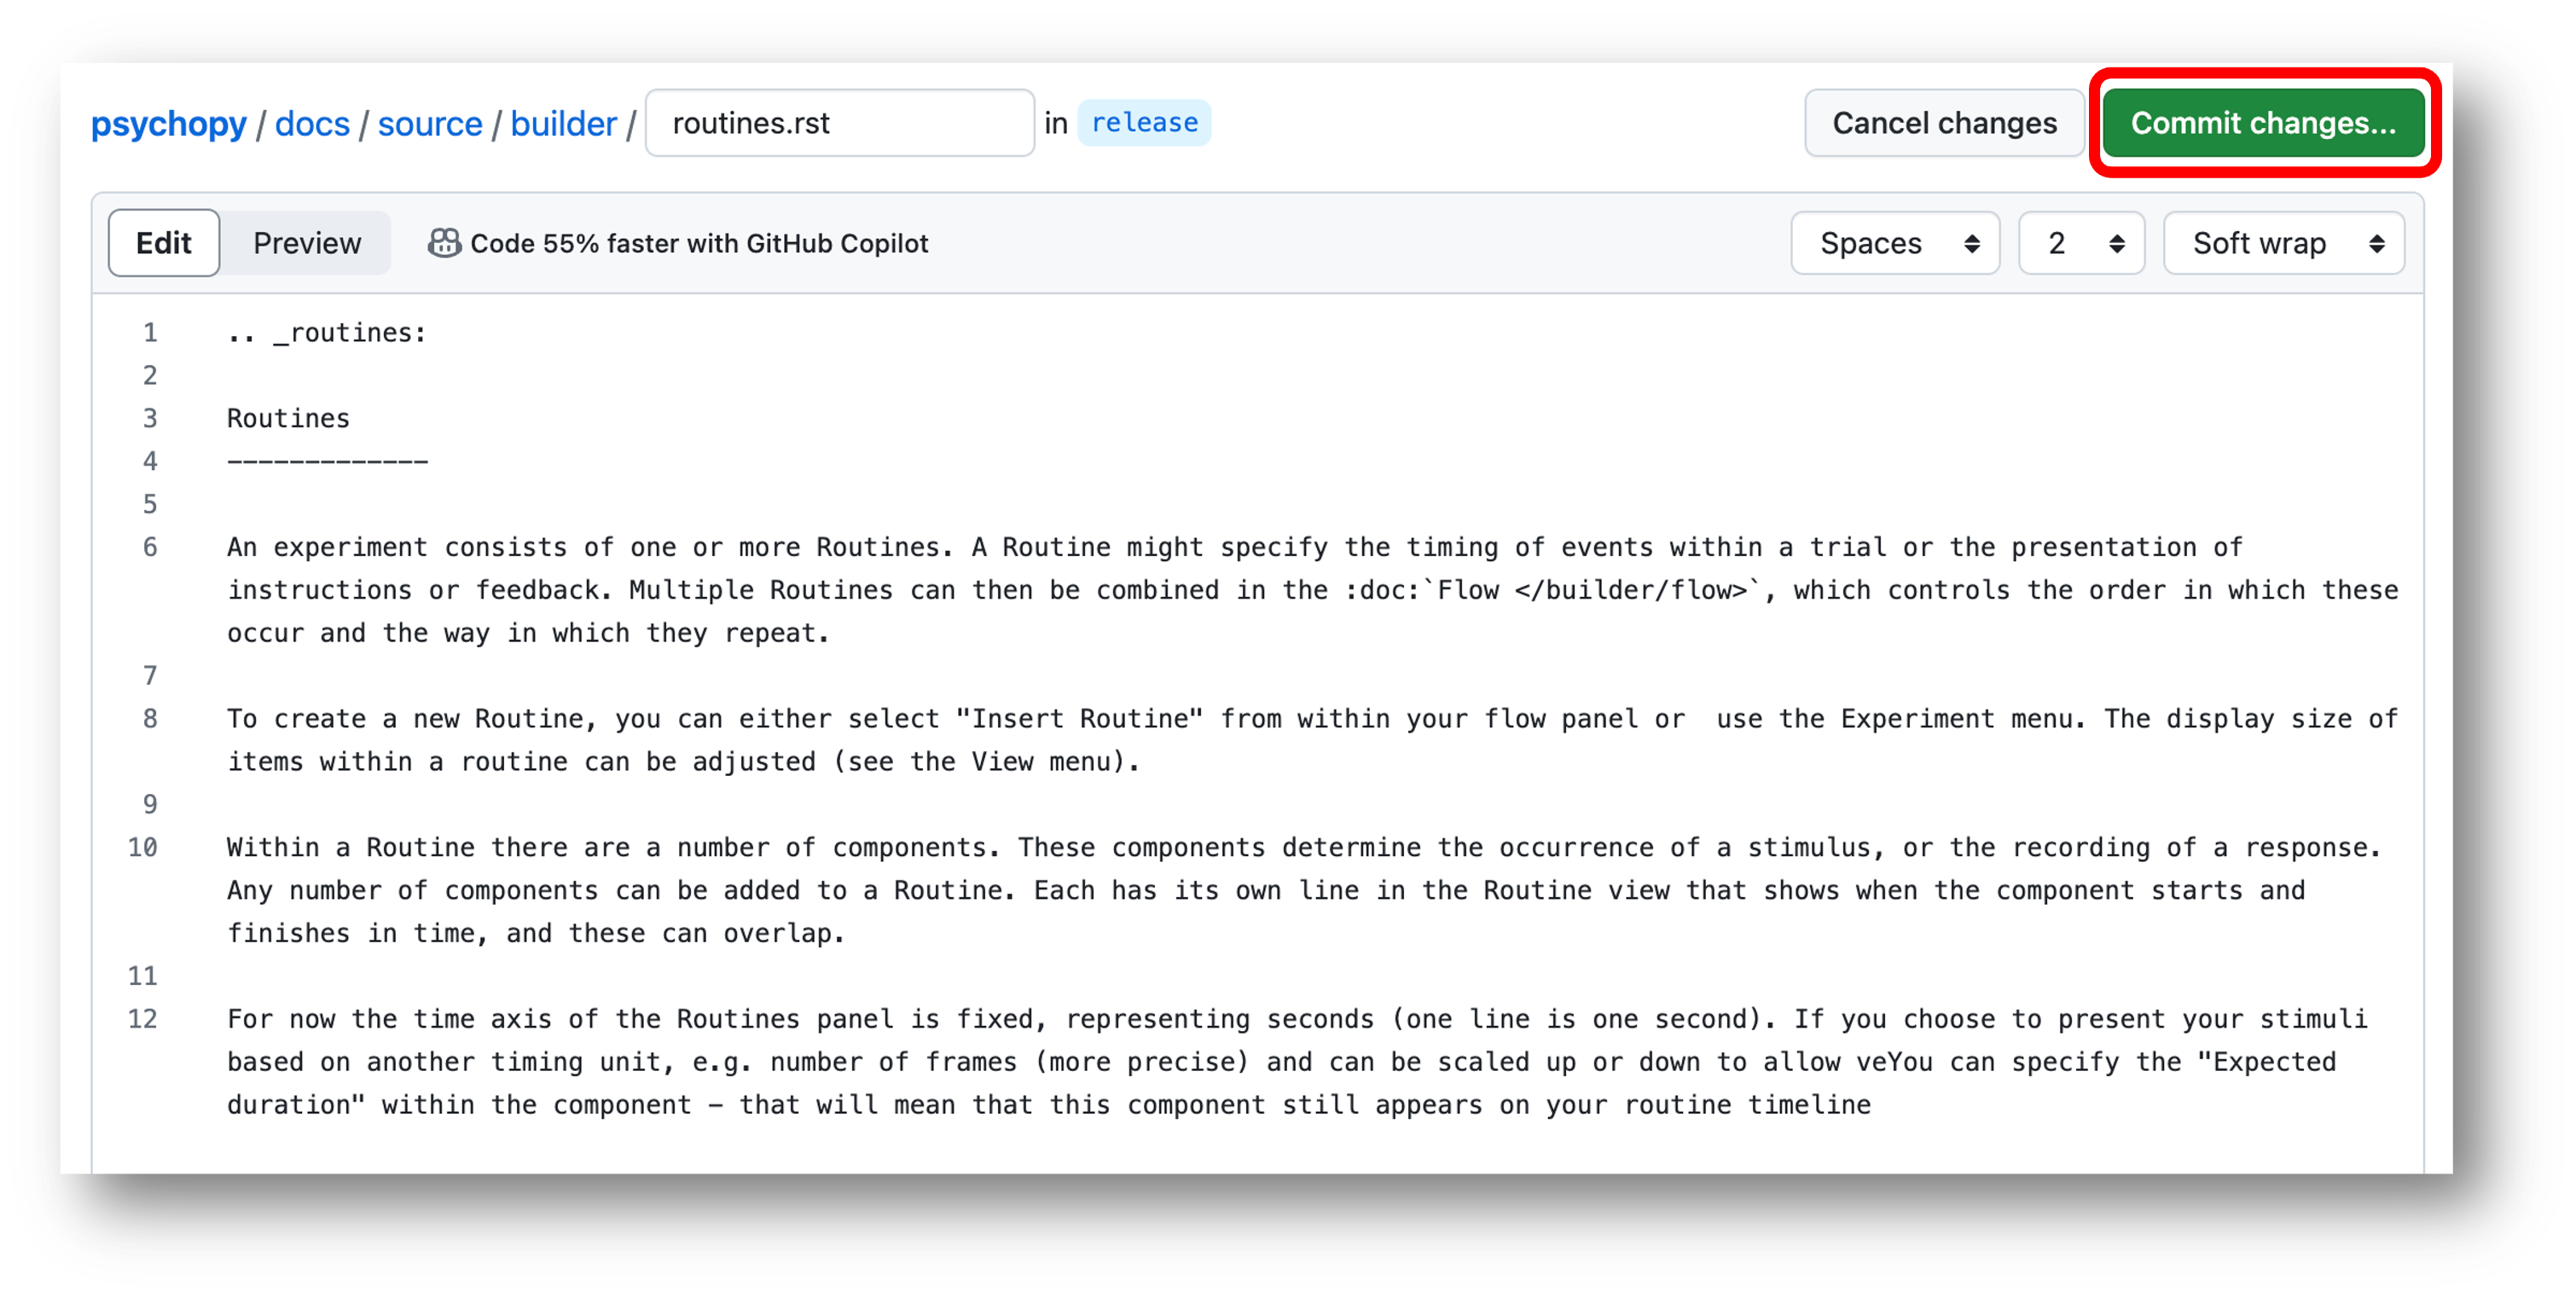 psychopy / docs / source / builder / routines.rst in release Cancel changes Commit changes...
Edit Preview Code 55% faster with GitHub Copilot Spaces 2 Soft wrap
1 .. _routines:
2
3 Routines
4 -------------
5
6 An experiment consists of one or more Routines. A Routine might specify the timing of events within a trial or the presentation of
instructions or feedback. Multiple Routines can then be combined in the :doc:`Flow </builder/flow>`, which controls the order in which these
occur and the way in which they repeat.
7
8 To create a new Routine, you can either select "Insert Routine" from within your flow panel or  use the Experiment menu. The display size of
items within a routine can be adjusted (see the View menu).
9
10 Within a Routine there are a number of components. These components determine the occurrence of a stimulus, or the recording of a response.
Any number of components can be added to a Routine. Each has its own line in the Routine view that shows when the component starts and
finishes in time, and these can overlap.
11
12 For now the time axis of the Routines panel is fixed, representing seconds (one line is one second). If you choose to present your stimuli
based on another timing unit, e.g. number of frames (more precise) and can be scaled up or down to allow veYou can specify the "Expected
duration" within the component - that will mean that this component still appears on your routine timeline